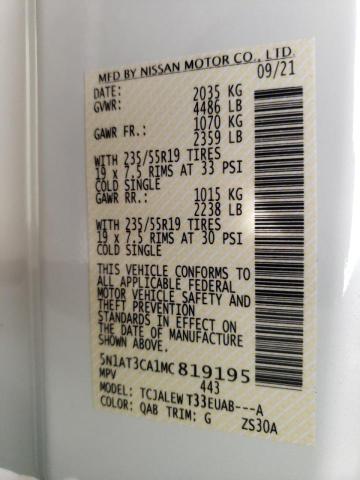 MFD BY NISSAN MOTOR CO., LTD.
09/21
DATE:
GVWR: 2035 KG
4486 LB
GAWR FR.: 1070 KG
2359 LB
WITH 235/55R19 TIRES
19 x 7.5 RIMS AT 33 PSI
COLD SINGLE
GAWR RR.: 1015 KG
2238 LB
WITH 235/55R19 TIRES
19 x 7.5 RIMS AT 30 PSI
COLD SINGLE
THIS VEHICLE CONFORMS TO
ALL APPLICABLE FEDERAL
MOTOR VEHICLE SAFETY AND
THEFT PREVENTION
STANDARDS IN EFFECT ON
THE DATE OF MANUFACTURE
SHOWN ABOVE.
5N1AT3CA1MC819195
MPV 443
MODEL: TCJALEW T33EUAB---A
COLOR: QAB TRIM: G ZS30A